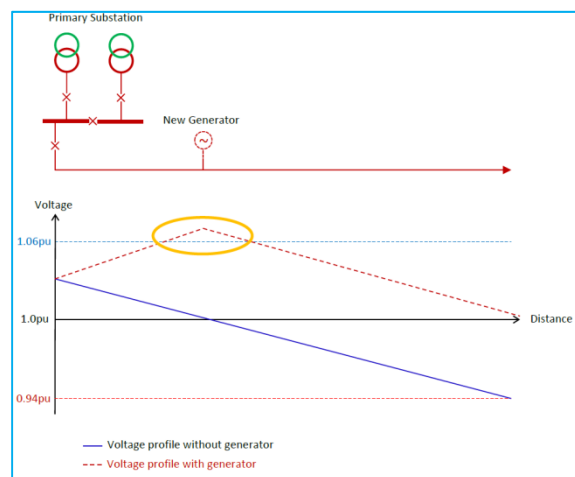 Primary Substation
New Generator
Voltage
1.06pu
1.0pu
Distance
0.94pu
Voltage profile without generator
Voltage profile with generator